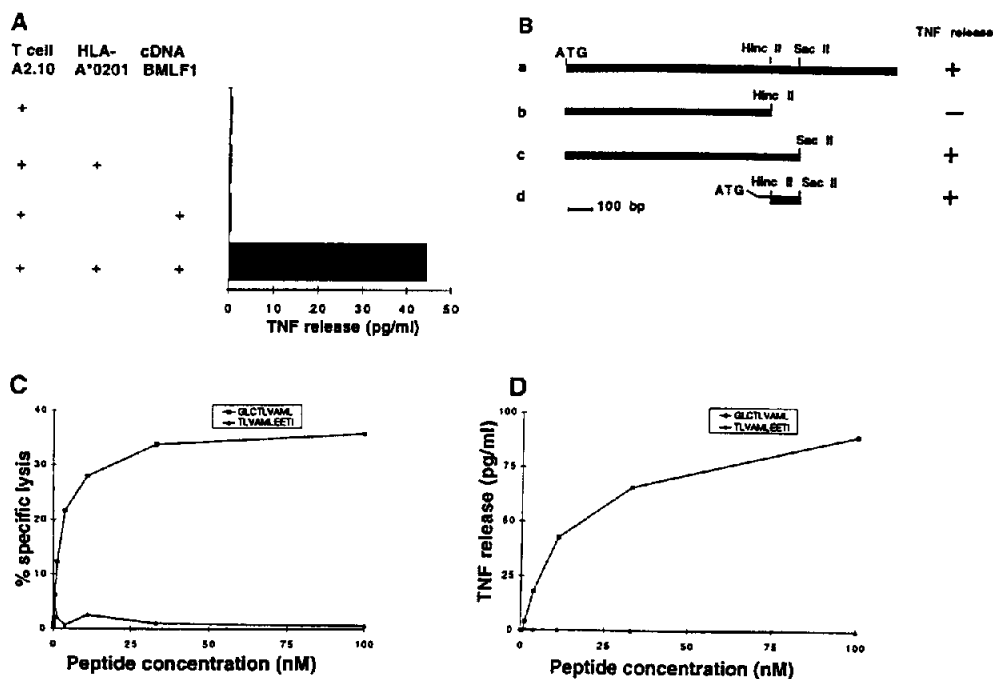 A
T cell HLA- cDNA
A2.10 A*0201 BMLF1
+
+ +
+ +
+ + +
0 10 20 30 40 50
TNF release (pg/ml)
B
TNF release
ATG Hinc II Sac II
a +
Hinc II
b —
Sac II
c +
ATG Hinc II Sac II
d +
100 bp
C
40
30
20
10
0
% specific lysis
GLCTLVAML
TLVAMLEETI
0 25 50 75 100
Peptide concentration (nM)
D
100
75
50
25
0
TNF release (pg/ml)
GLCTLVAML
TLVAMLEETI
0 25 50 75 100
Peptide concentration (nM)